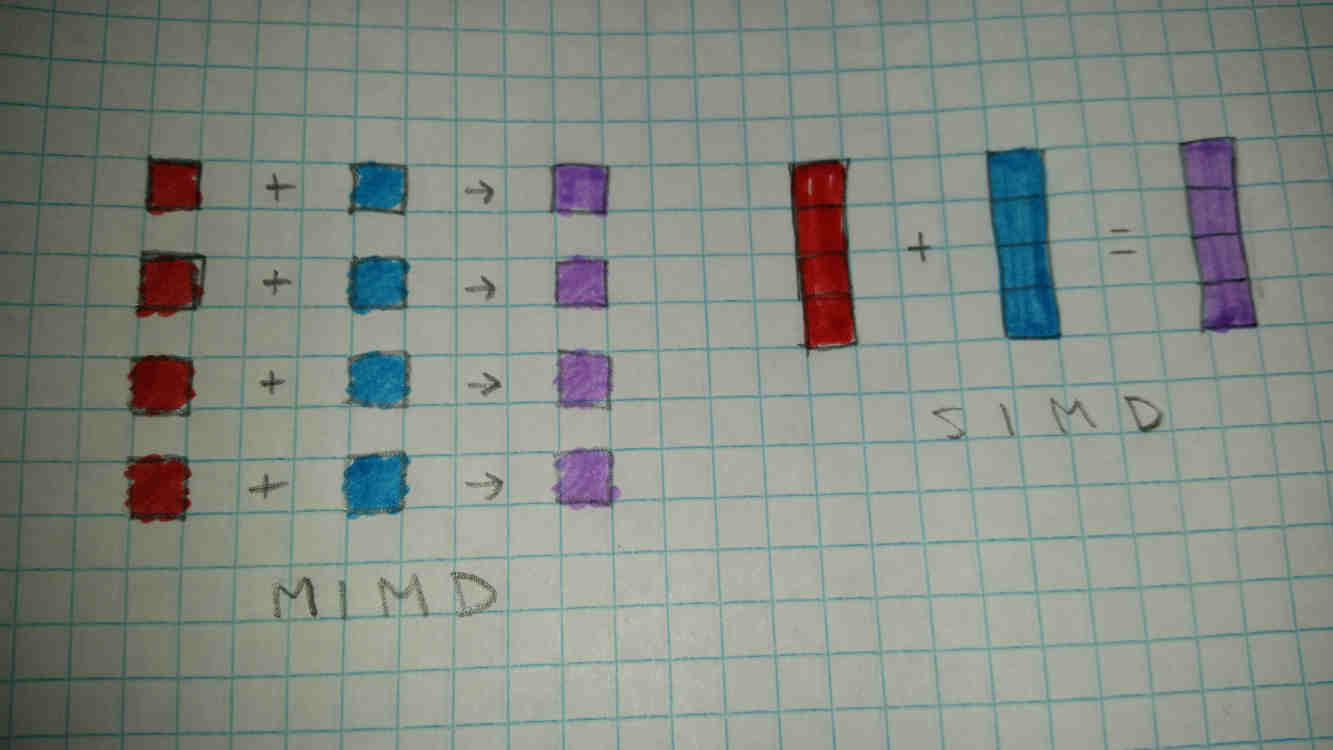 + →
+ →
+ →
+ →
MIMD
+ =
SIMD